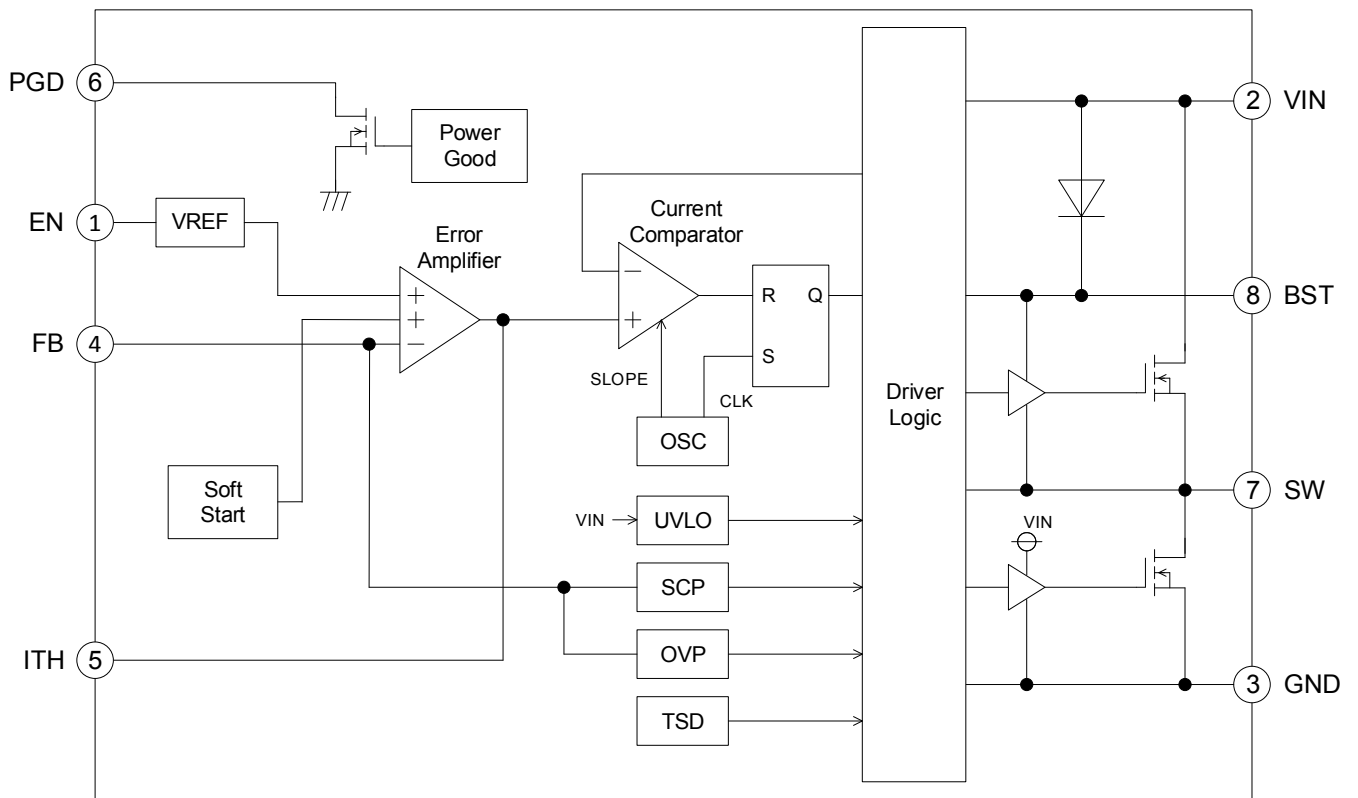 PGD 6
Power
Good
2 VIN
EN 1
VREF
Error
Amplifier
Current
Comparator
−
+
R Q
S
8 BST
+
+
−
FB 4
SLOPE
CLK
OSC
Driver
Logic
Soft
Start
7 SW
VIN UVLO
VIN
SCP
ITH 5
OVP
3 GND
TSD